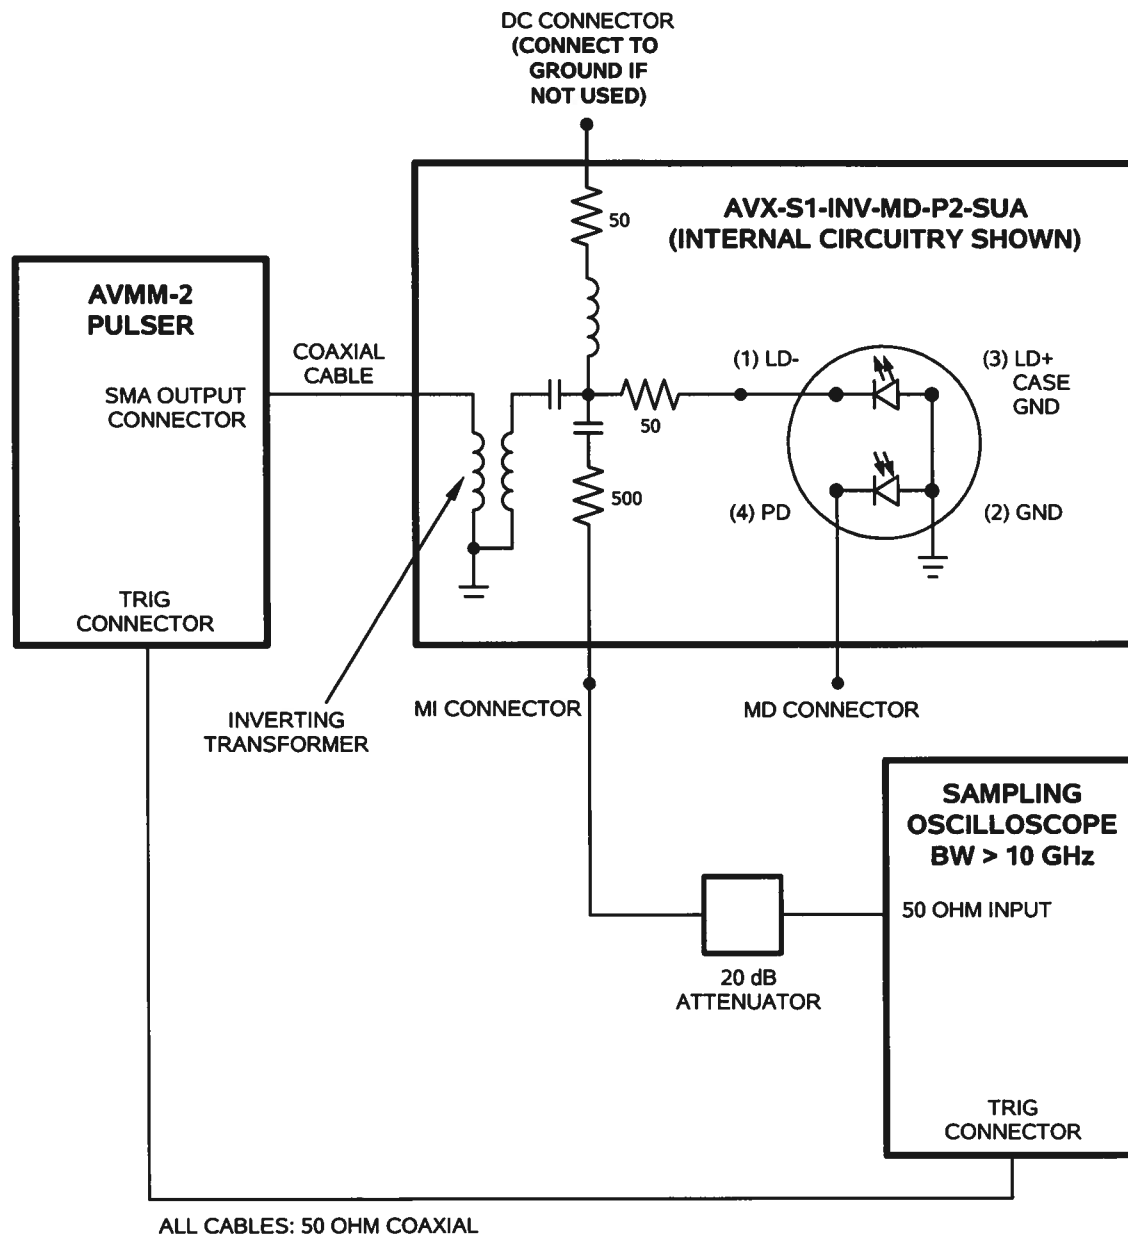 DC CONNECTOR
(CONNECT TO
GROUND IF
NOT USED)
50
AVX-S1-INV-MD-P2-SUA
(INTERNAL CIRCUITRY SHOWN)
AVMM-2
PULSER
COAXIAL
CABLE
SMA OUTPUT
CONNECTOR
(1) LD-
(3) LD+
CASE
GND
50
500
(4) PD
(2) GND
TRIG
CONNECTOR
INVERTING
TRANSFORMER
MI CONNECTOR
MD CONNECTOR
SAMPLING
OSCILLOSCOPE
BW > 10 GHz
50 OHM INPUT
20 dB
ATTENUATOR
TRIG
CONNECTOR
ALL CABLES: 50 OHM COAXIAL